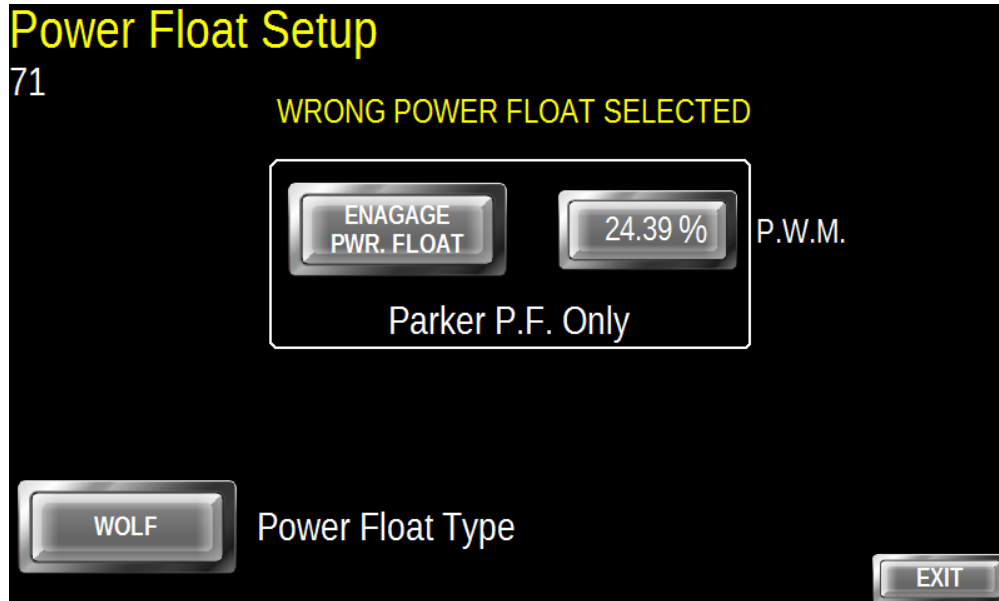 Power Float Setup
71
WRONG POWER FLOAT SELECTED
ENAGAGE
PWR. FLOAT
24.39 %
P.W.M.
Parker P.F. Only
WOLF
Power Float Type
EXIT